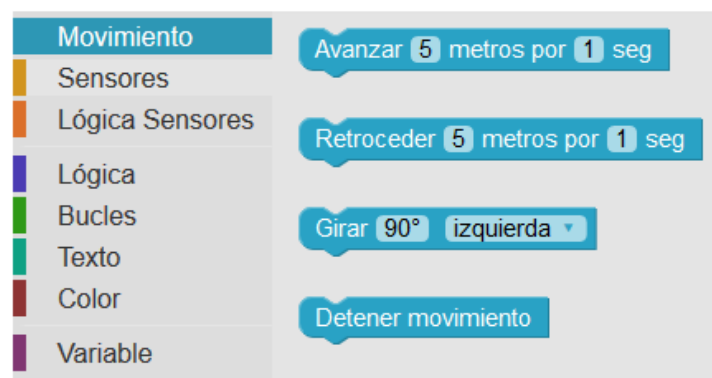 Movimiento
Sensores
Lógica Sensores
Lógica
Bucles
Texto
Color
Variable
Avanzar 5 metros por 1 seg
Retroceder 5 metros por 1 seg
Girar 90° izquierda
Detener movimiento